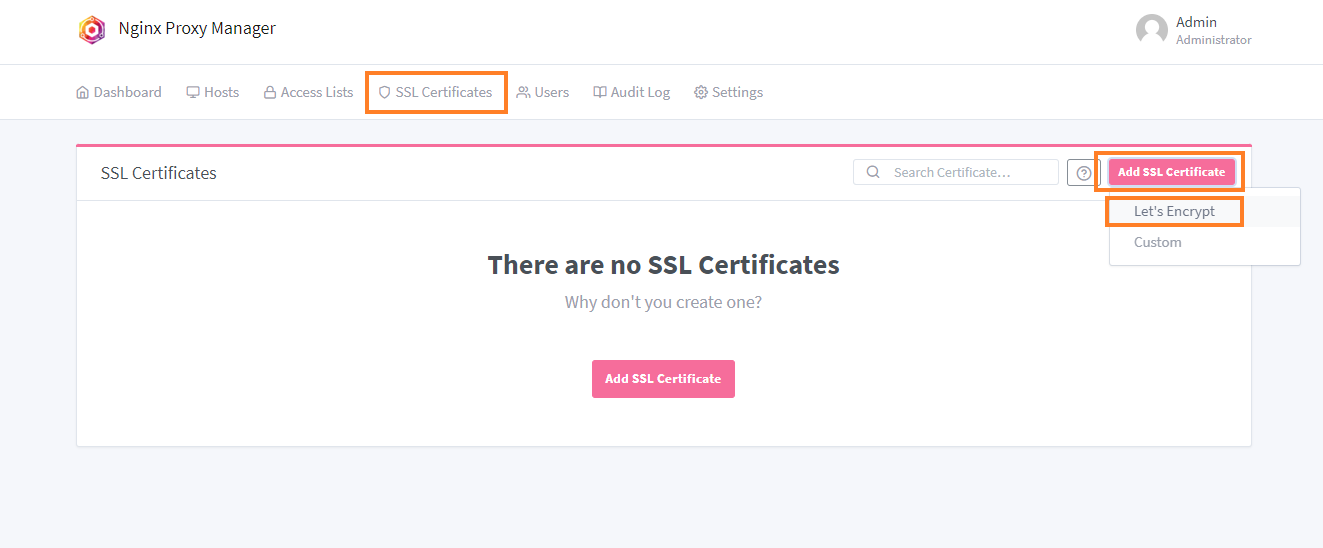 Nginx Proxy Manager
Admin
Administrator
Dashboard Hosts Access Lists SSL Certificates Users Audit Log Settings
SSL Certificates Search Certificate... Add SSL Certificate
Let's Encrypt
Custom
There are no SSL Certificates
Why don't you create one?
Add SSL Certificate